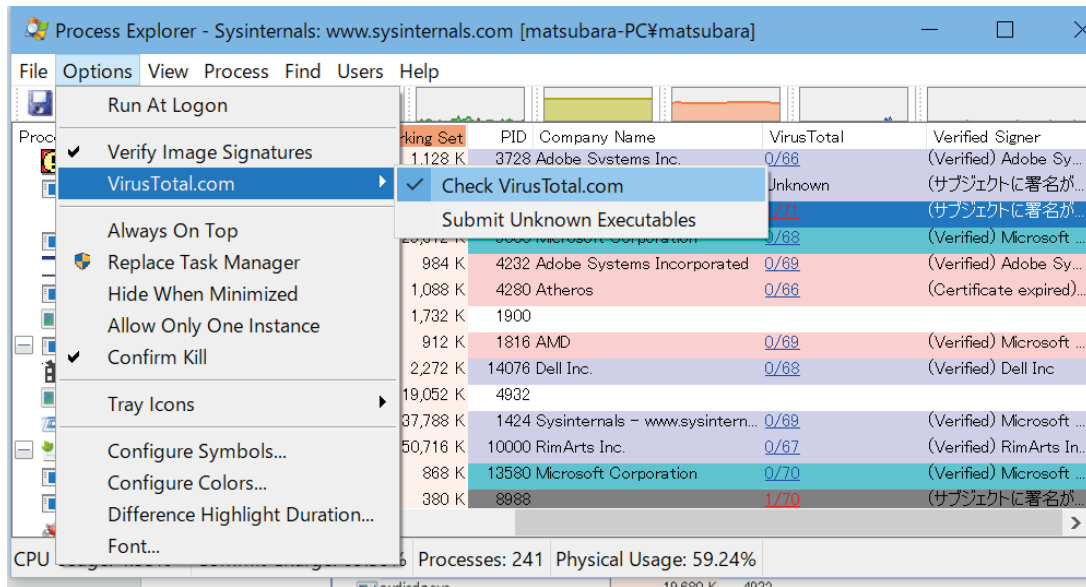 Process Explorer - Sysinternals: www.sysinternals.com [matsubara-PC¥matsubara]
File Options View Process Find Users Help
Run At Logon
Verify Image Signatures
VirusTotal.com
Always On Top
Replace Task Manager
Hide When Minimized
Allow Only One Instance
Confirm Kill
Tray Icons
Configure Symbols...
Configure Colors...
Difference Highlight Duration...
Font...
Check VirusTotal.com
Submit Unknown Executables
PID Company Name VirusTotal Verified Signer
1,128 K 3728 Adobe Systems Inc. 0/66 (Verified) Adobe Sy...
Unknown (サブジェクトに署名が...
1/71 (サブジェクトに署名が...
0/68 (Verified) Microsoft ...
984 K 4232 Adobe Systems Incorporated 0/69 (Verified) Adobe Sy...
1,088 K 4280 Atheros 0/66 (Certificate expired)...
1,732 K 1900
912 K 1816 AMD 0/69 (Verified) Microsoft ...
2,272 K 14076 Dell Inc. 0/68 (Verified) Dell Inc
19,052 K 4932
37,788 K 1424 Sysinternals - www.sysintern... 0/69 (Verified) Microsoft ...
50,716 K 10000 RimArts Inc. 0/67 (Verified) RimArts In...
868 K 13580 Microsoft Corporation 0/70 (Verified) Microsoft ...
380 K 8988 1/70 (サブジェクトに署名が...
CPU Processes: 241 Physical Usage: 59.24%